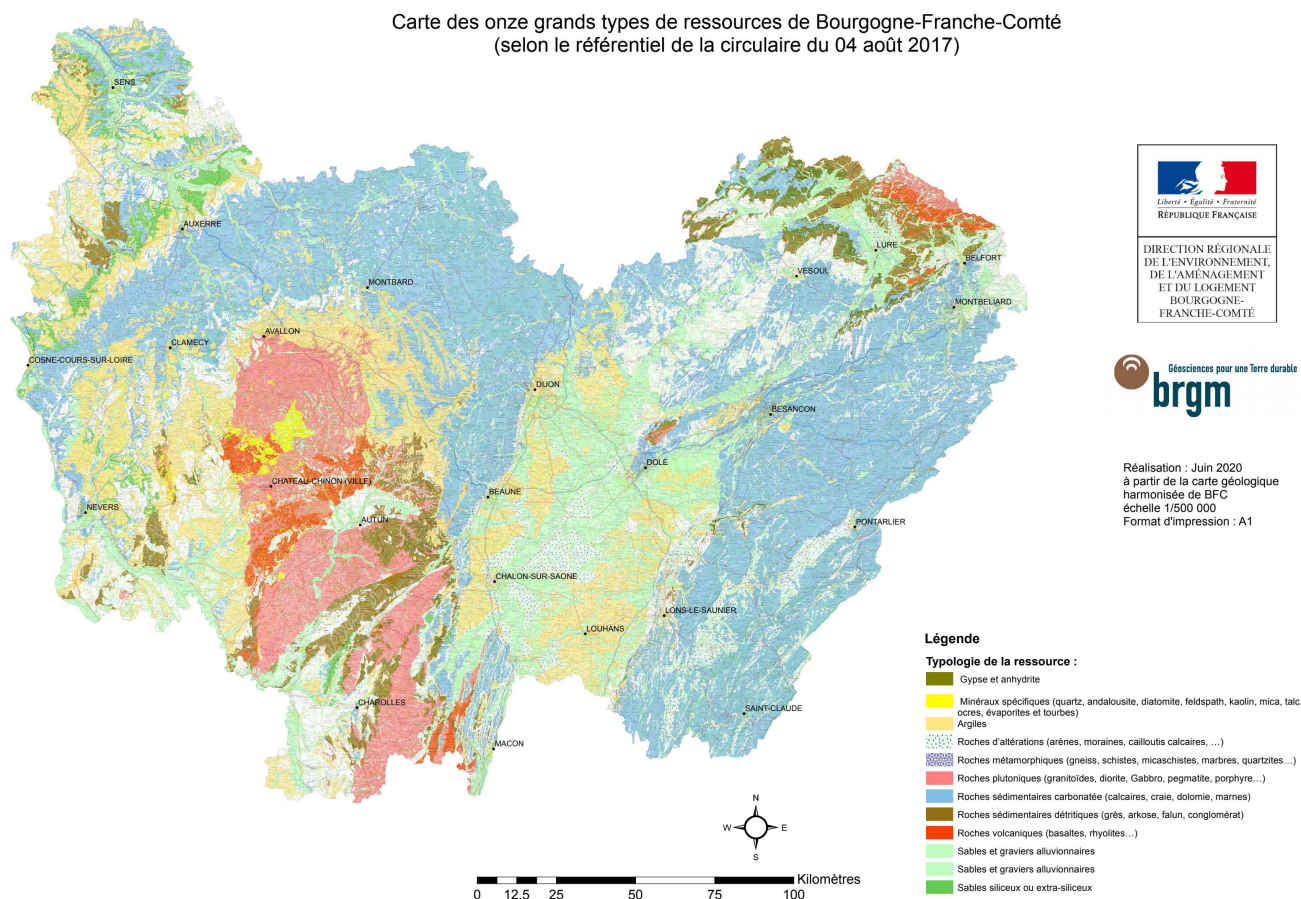 Carte des onze grands types de ressources de Bourgogne-Franche-Comté
(selon le référentiel de la circulaire du 04 août 2017)
SENS
AUXERRE
MONTBARD
AVALLON
CLAMECY
COSNE-COURS-SUR-LOIRE
DIJON
VESOUL
LURE
BELFORT
MONTBELIARD
BESANCON
DOLE
CHATEAU-CHINON (VILLE)
BEAUNE
NEVERS
AUTUN
PONTARLIER
CHALON-SUR-SAONE
LONS-LE-SAUNIER
LOUHANS
CHAROLLES
SAINT-CLAUDE
MACON
Liberté • Égalité • Fraternité
RÉPUBLIQUE FRANÇAISE
DIRECTION RÉGIONALE
DE L'ENVIRONNEMENT,
DE L'AMÉNAGEMENT
ET DU LOGEMENT
BOURGOGNE-
FRANCHE-COMTÉ
Géosciences pour une Terre durable
brgm
Réalisation : Juin 2020
à partir de la carte géologique
harmonisée de BFC
échelle 1/500 000
Format d'impression : A1
Légende
Typologie de la ressource :
Gypse et anhydrite
Minéraux spécifiques (quartz, andalousite, diatomite, feldspath, kaolin, mica, talc,
ocres, évaporites et tourbes)
Argiles
Roches d'altérations (arènes, moraines, cailloutis calcaires, ...)
Roches métamorphiques (gneiss, schistes, micaschistes, marbres, quartzites...)
Roches plutoniques (granitoïdes, diorite, Gabbro, pegmatite, porphyre...)
Roches sédimentaires carbonatée (calcaires, craie, dolomie, marnes)
Roches sédimentaires détritiques (grès, arkose, falun, conglomérat)
Roches volcaniques (basaltes, rhyolites...)
Sables et graviers alluvionnaires
Sables et graviers alluvionnaires
Sables siliceux ou extra-siliceux
N
W E
S
Kilomètres
0 12,5 25 50 75 100